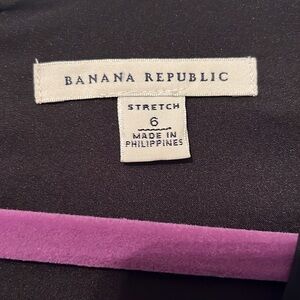 BANANA REPUBLIC
STRETCH
6
MADE IN
PHILIPPINES